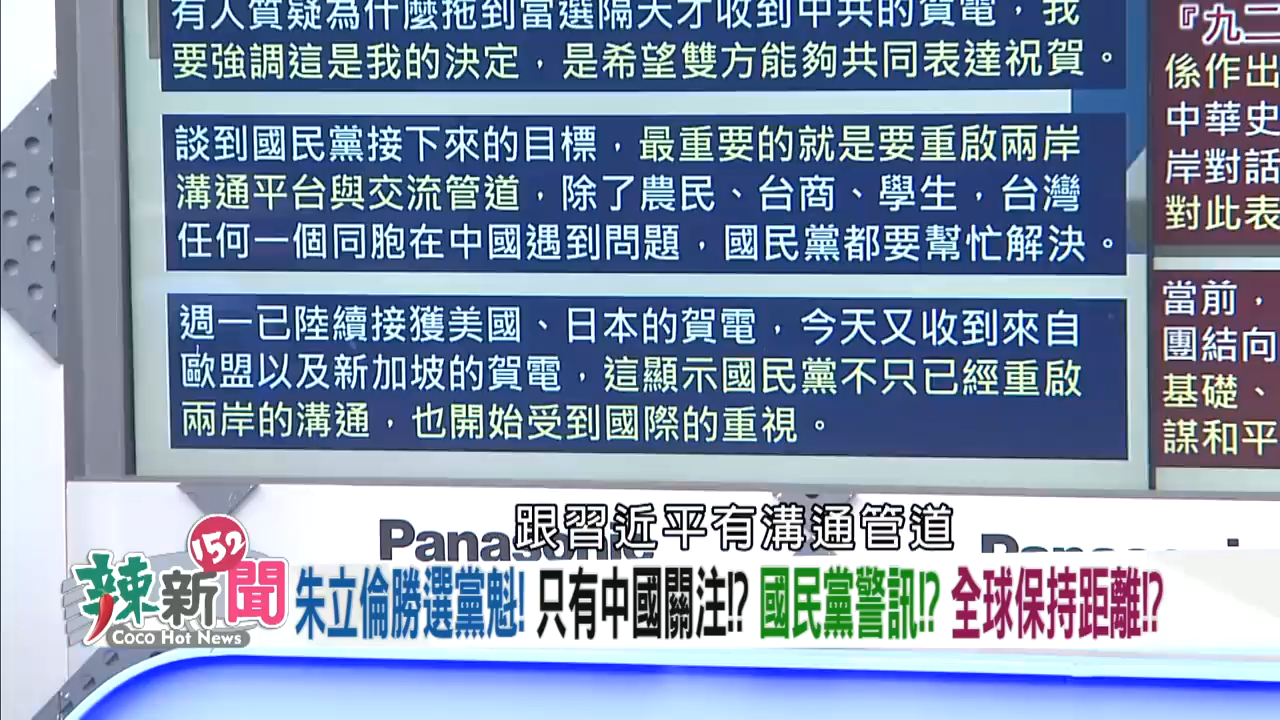 有人質疑為什麼拖到當選隔天才收到中共的賀電，我
要強調這是我的決定，是希望雙方能夠共同表達祝賀。
談到國民黨接下來的目標，最重要的就是要重啟兩岸
溝通平台與交流管道，除了農民、台商、學生，台灣
任何一個同胞在中國遇到問題，國民黨都要幫忙解決。
週一已陸續接獲美國、日本的賀電，今天又收到來自
歐盟以及新加坡的賀電，這顯示國民黨不只已經重啟
兩岸的溝通，也開始受到國際的重視。
『九二
係作出
中華史
岸對話
對此表
當前，
團結向
基礎、
謀和平
Panasonic
跟習近平有溝通管道
152
辣新聞
Coco Hot News
朱立倫勝選黨魁! 只有中國關注!? 國民黨警訊!? 全球保持距離!?